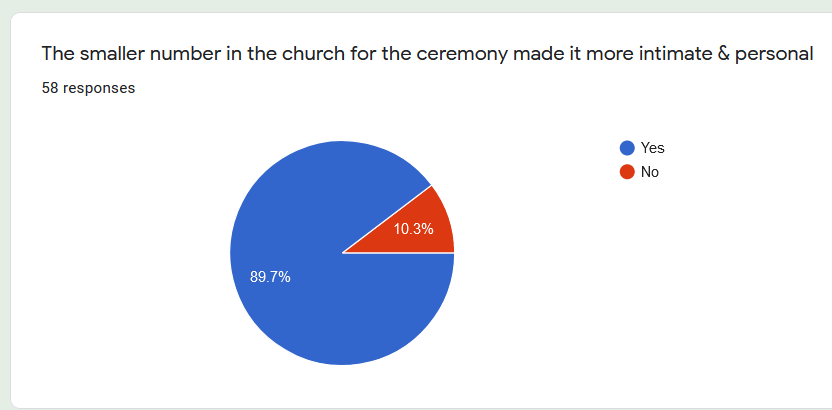 The smaller number in the church for the ceremony made it more intimate & personal
58 responses
Yes
No
10.3%
89.7%